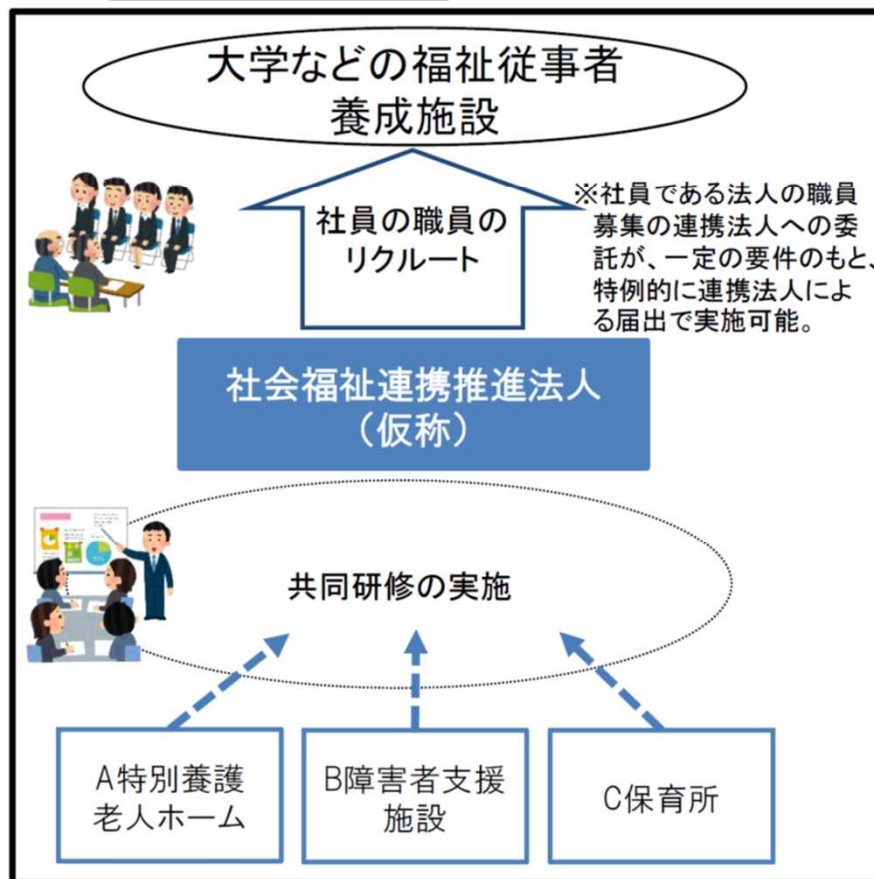 大学などの福祉従事者
養成施設
社員の職員の
リクルート
※社員である法人の職員
募集の連携法人への委
託が、一定の要件のもと、
特例的に連携法人によ
る届出で実施可能。
社会福祉連携推進法人
（仮称）
共同研修の実施
A特別養護
老人ホーム
B障害者支援
施設
C保育所